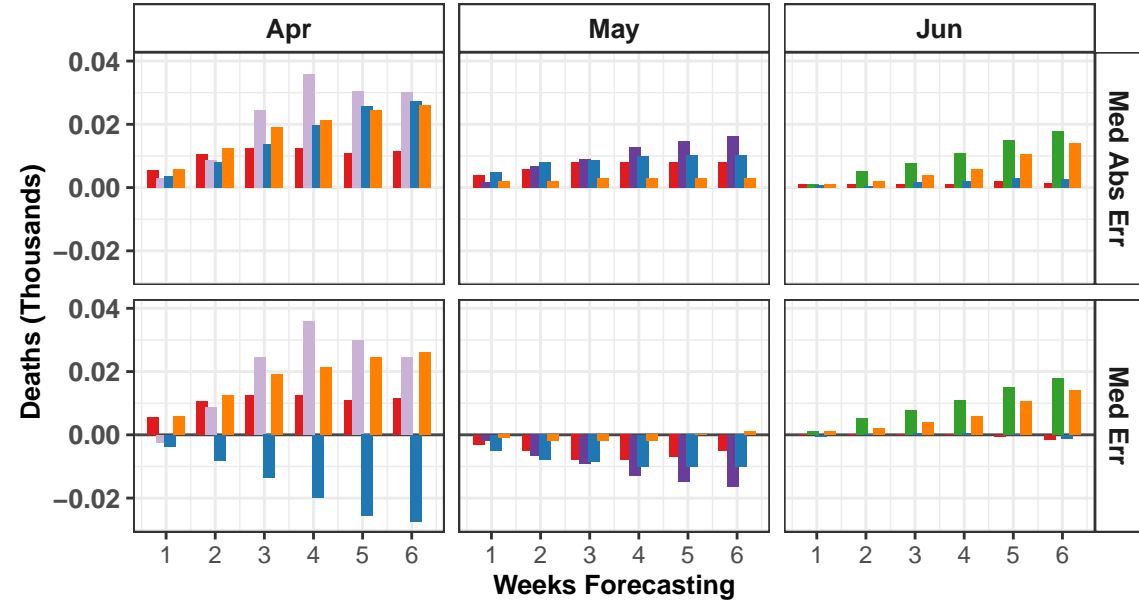 Apr May Jun
0.04
0.02
0.00
−0.02
Med Abs Err
0.04
0.02
0.00
−0.02
Med Err
Deaths (Thousands)
1 2 3 4 5 6 1 2 3 4 5 6 1 2 3 4 5 6
Weeks Forecasting